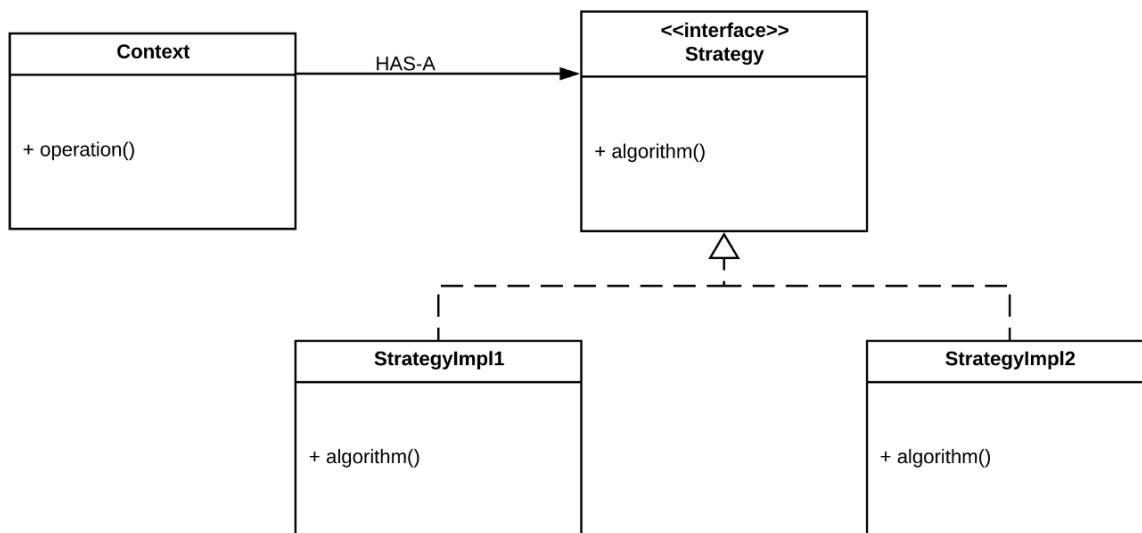 Context
+ operation()
HAS-A
<<interface>>
Strategy
+ algorithm()
StrategyImpl1
+ algorithm()
StrategyImpl2
+ algorithm()